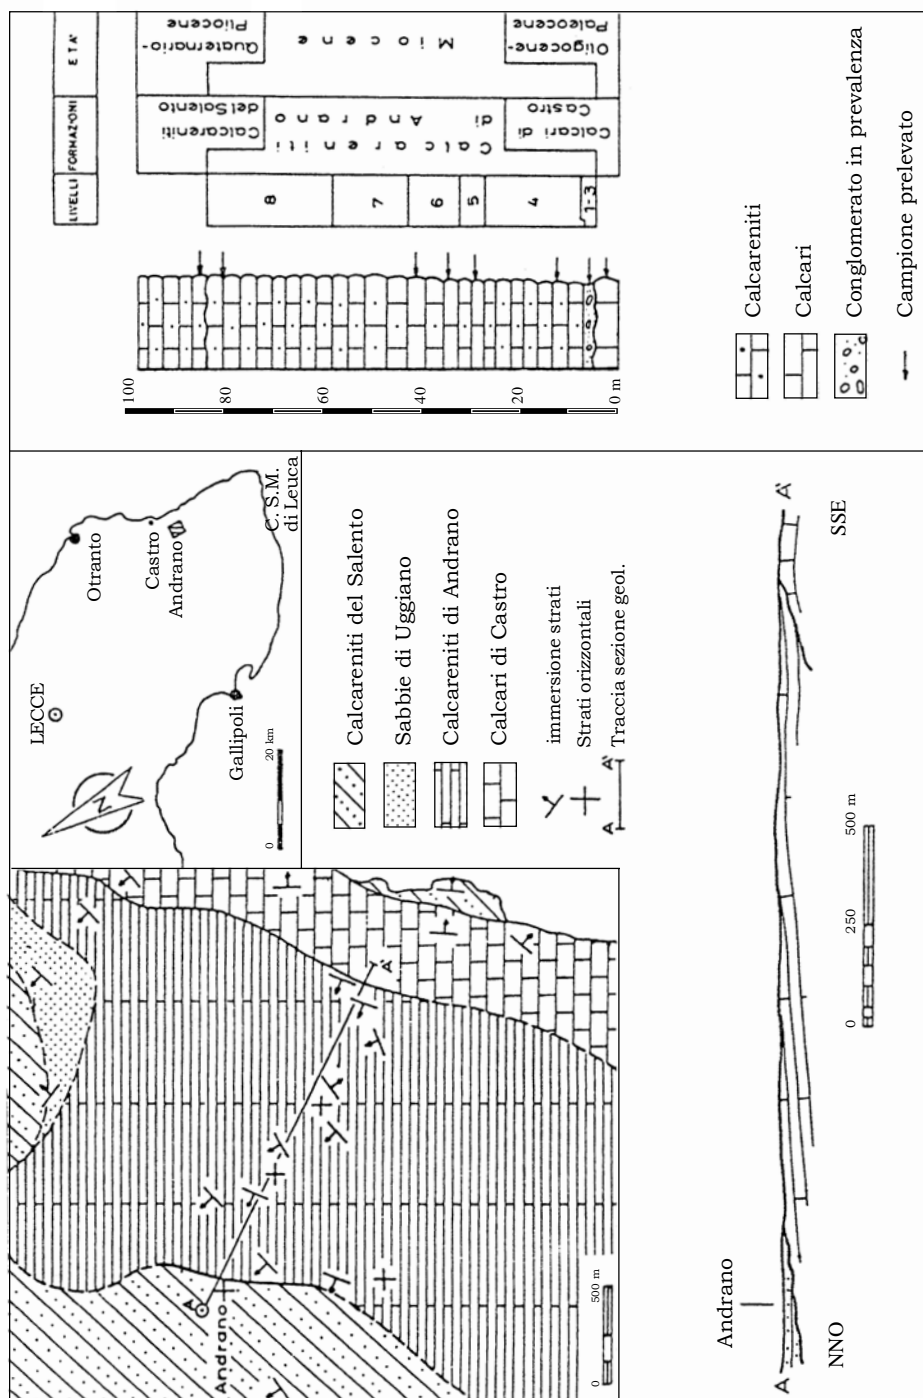 LIVELLI
FORMAZIONI
ETA'
8
7
6
5
4
1-3
Calcareniti
del Salento
Calcareniti
di
Andrano
Calcari di
Castro
Quaternario-
Pliocene
Miocene
Oligocene-
Paleocene
100
80
60
40
20
0 m
Calcareniti
Calcari
Conglomerato in prevalenza
Campione prelevato
LECCE
Otranto
Castro
Andrano
Gallipoli
C. S.M.
di Leuca
N
0 20 km
Calcareniti del Salento
Sabbie di Uggiano
Calcareniti di Andrano
Calcari di Castro
immersione strati
Strati orizzontali
A A' Traccia sezione geol.
A
Andrano
A'
0 500 m
Andrano
A A'
NNO SSE
0 250 500 m